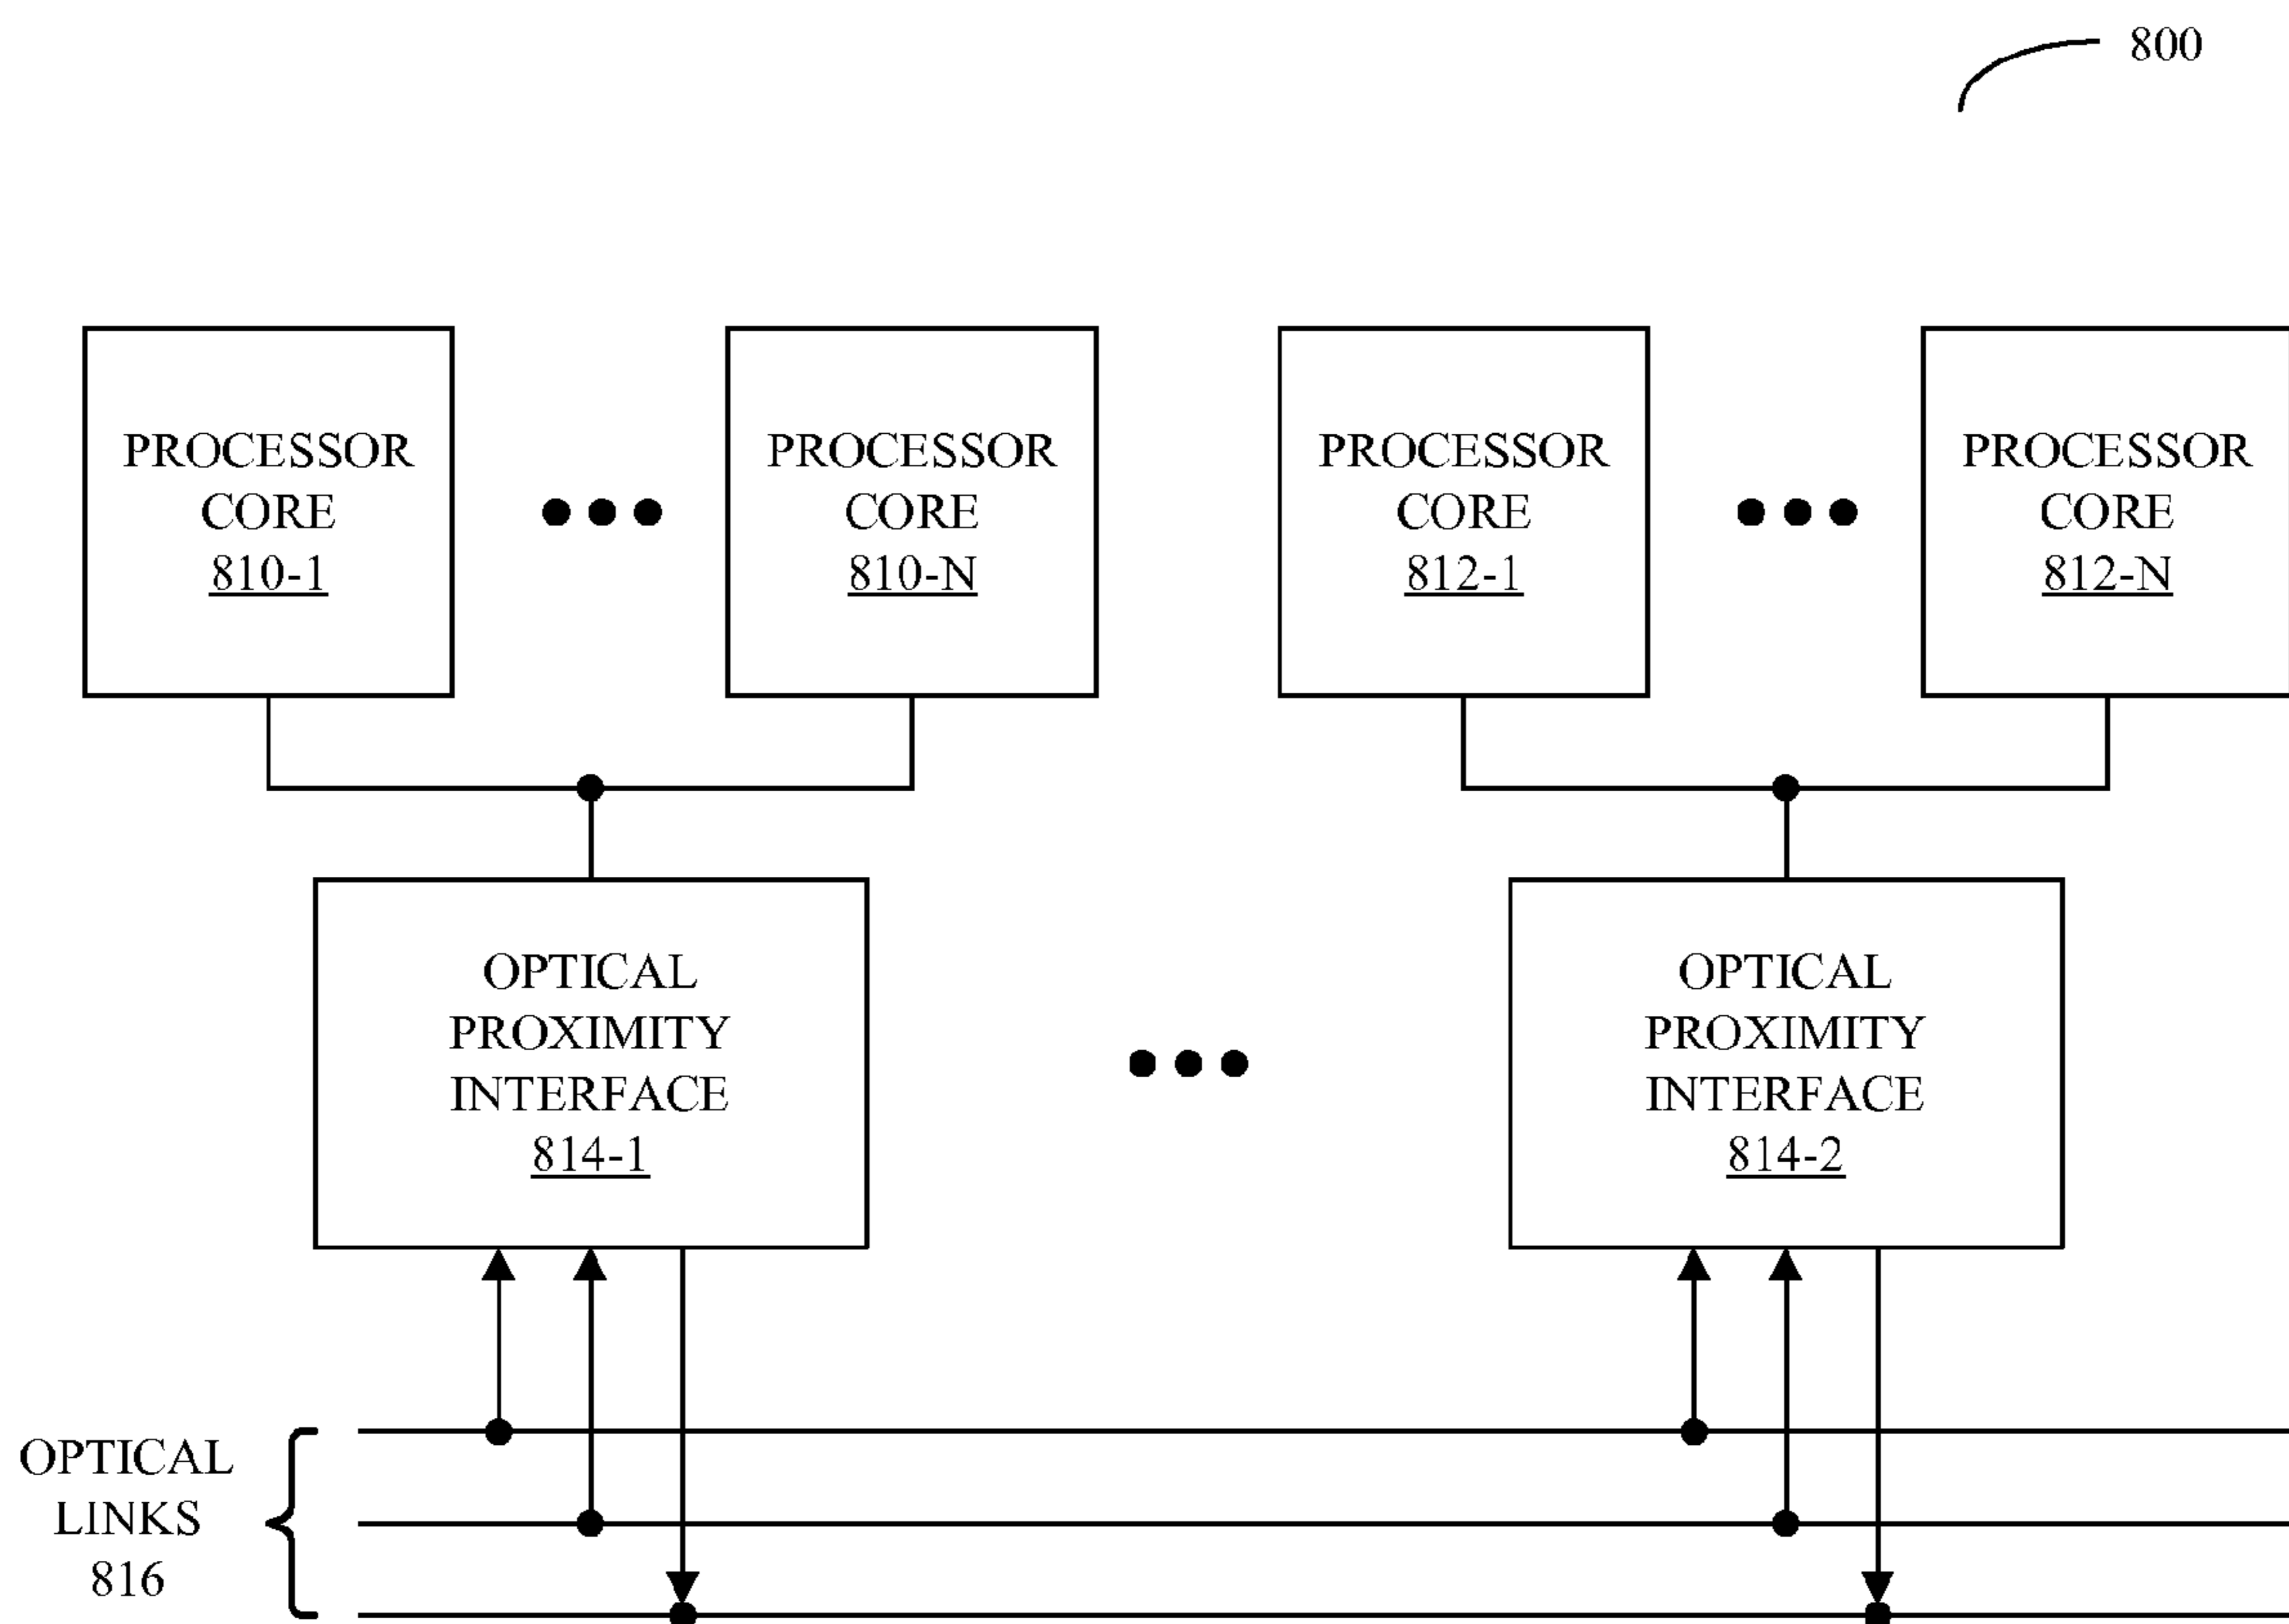 800
PROCESSOR
CORE
810-1
PROCESSOR
CORE
810-N
PROCESSOR
CORE
812-1
PROCESSOR
CORE
812-N
OPTICAL
PROXIMITY
INTERFACE
814-1
OPTICAL
PROXIMITY
INTERFACE
814-2
OPTICAL
LINKS
816